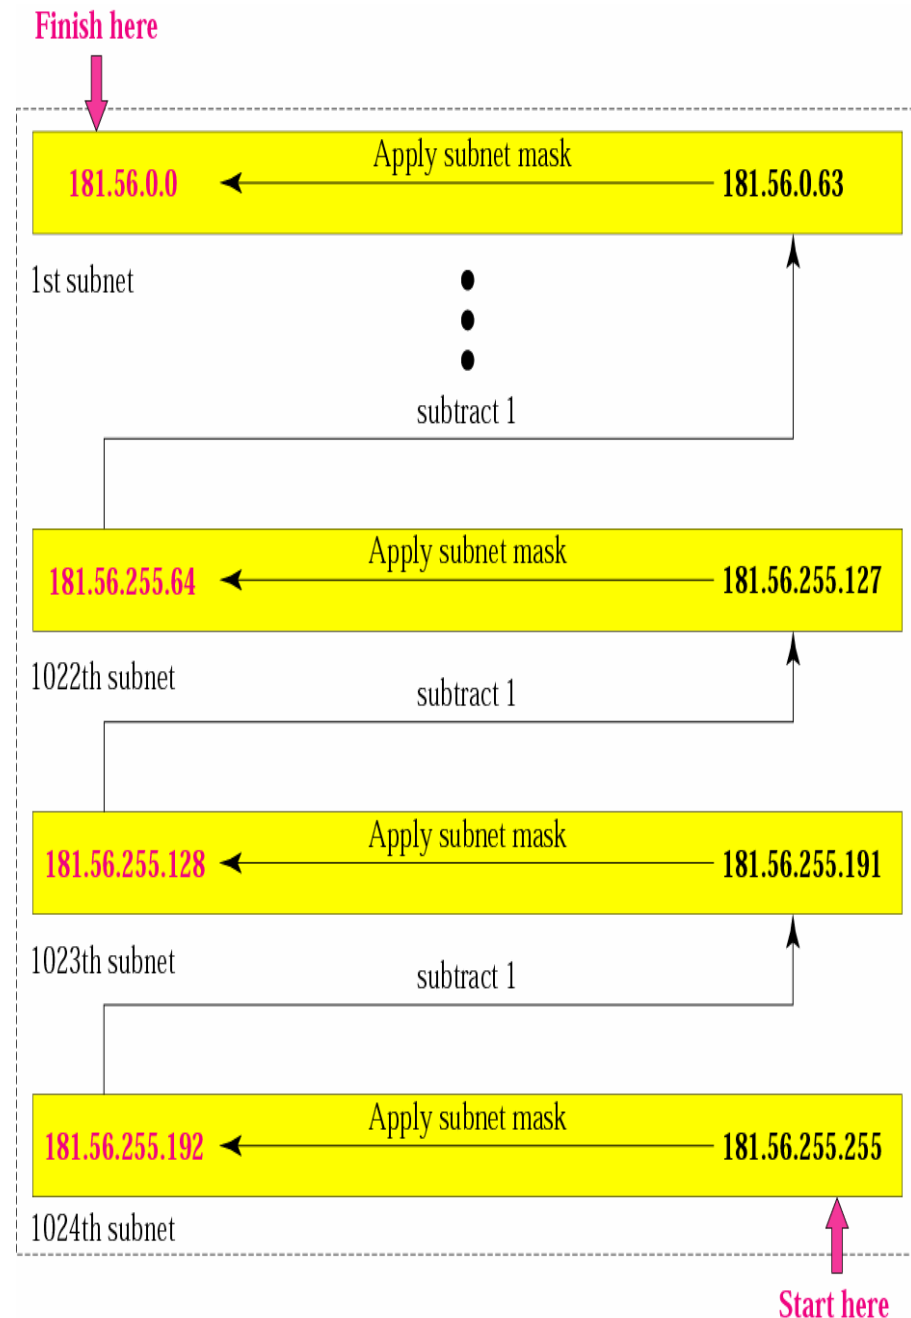 Finish here
Apply subnet mask
181.56.0.0
181.56.0.63
1st subnet
subtract 1
Apply subnet mask
181.56.255.64
181.56.255.127
1022th subnet
subtract 1
Apply subnet mask
181.56.255.128
181.56.255.191
1023th subnet
subtract 1
Apply subnet mask
181.56.255.192
181.56.255.255
1024th subnet
Start here